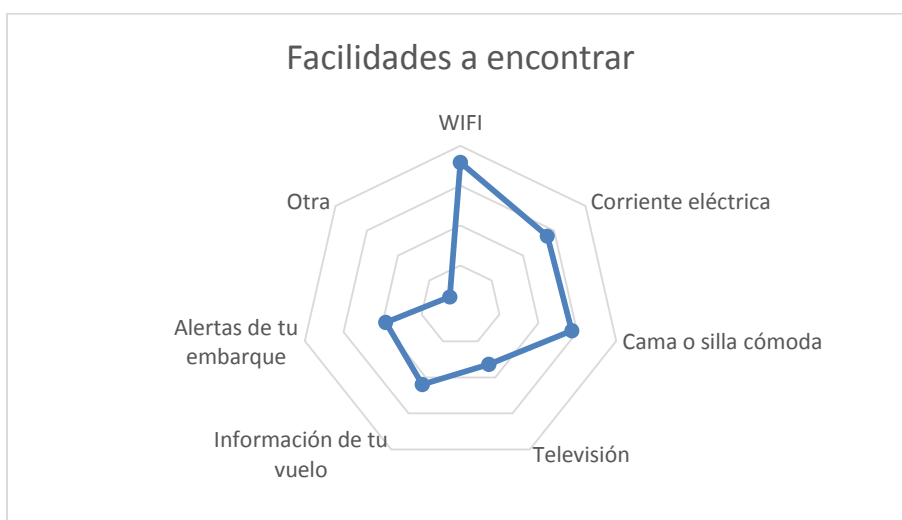 Facilidades a encontrar
WIFI
Corriente eléctrica
Cama o silla cómoda
Televisión
Información de tu
vuelo
Alertas de tu
embarque
Otra